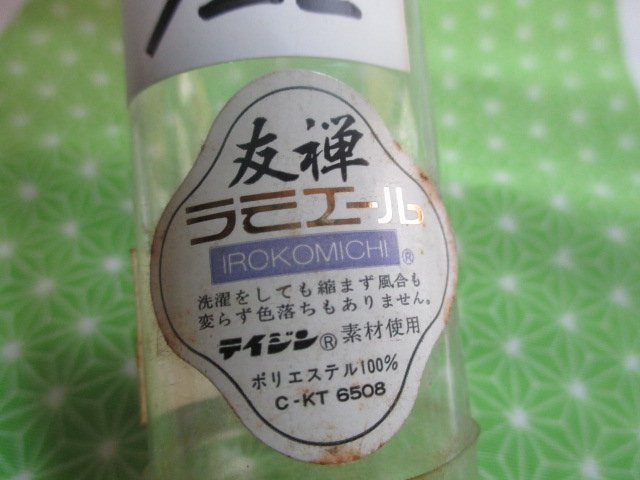 友禅
ラモエール
IROKOMICHI ®
洗濯をしても縮まず風合も
変らず色落ちもありません。
テイジン® 素材使用
ポリエステル100%
C-KT 6508